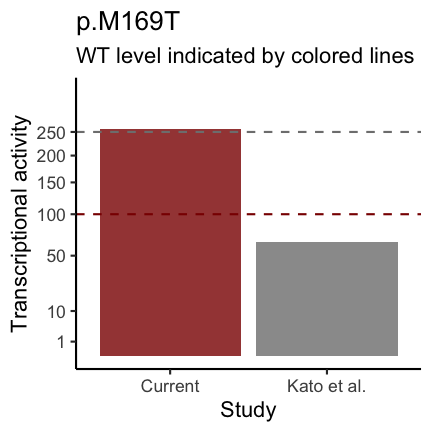 p.M169T
WT level indicated by colored lines
Transcriptional activity
250
200
150
100
50
10
1
Current
Kato et al.
Study